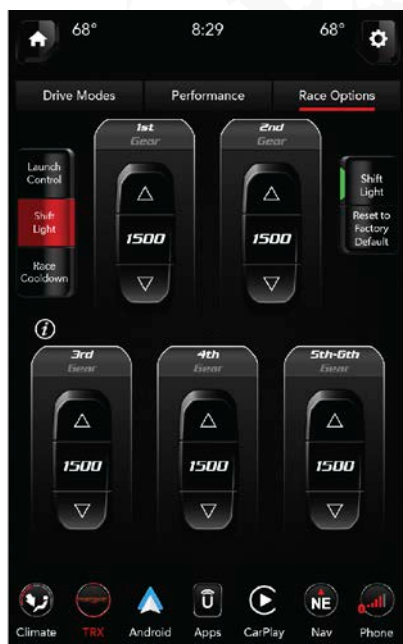 68° 8:29 68°
Drive Modes Performance Race Options
1st 2nd
Gear Gear
Launch
Control
Shift
Light
Race
Cooldown
1500 1500
Shift
Light
Reset to
Factory
Default
i
3rd 4th 5th-6th
Gear Gear Gear
1500 1500 1500
NE
Climate TRX Android Apps CarPlay Nav Phone